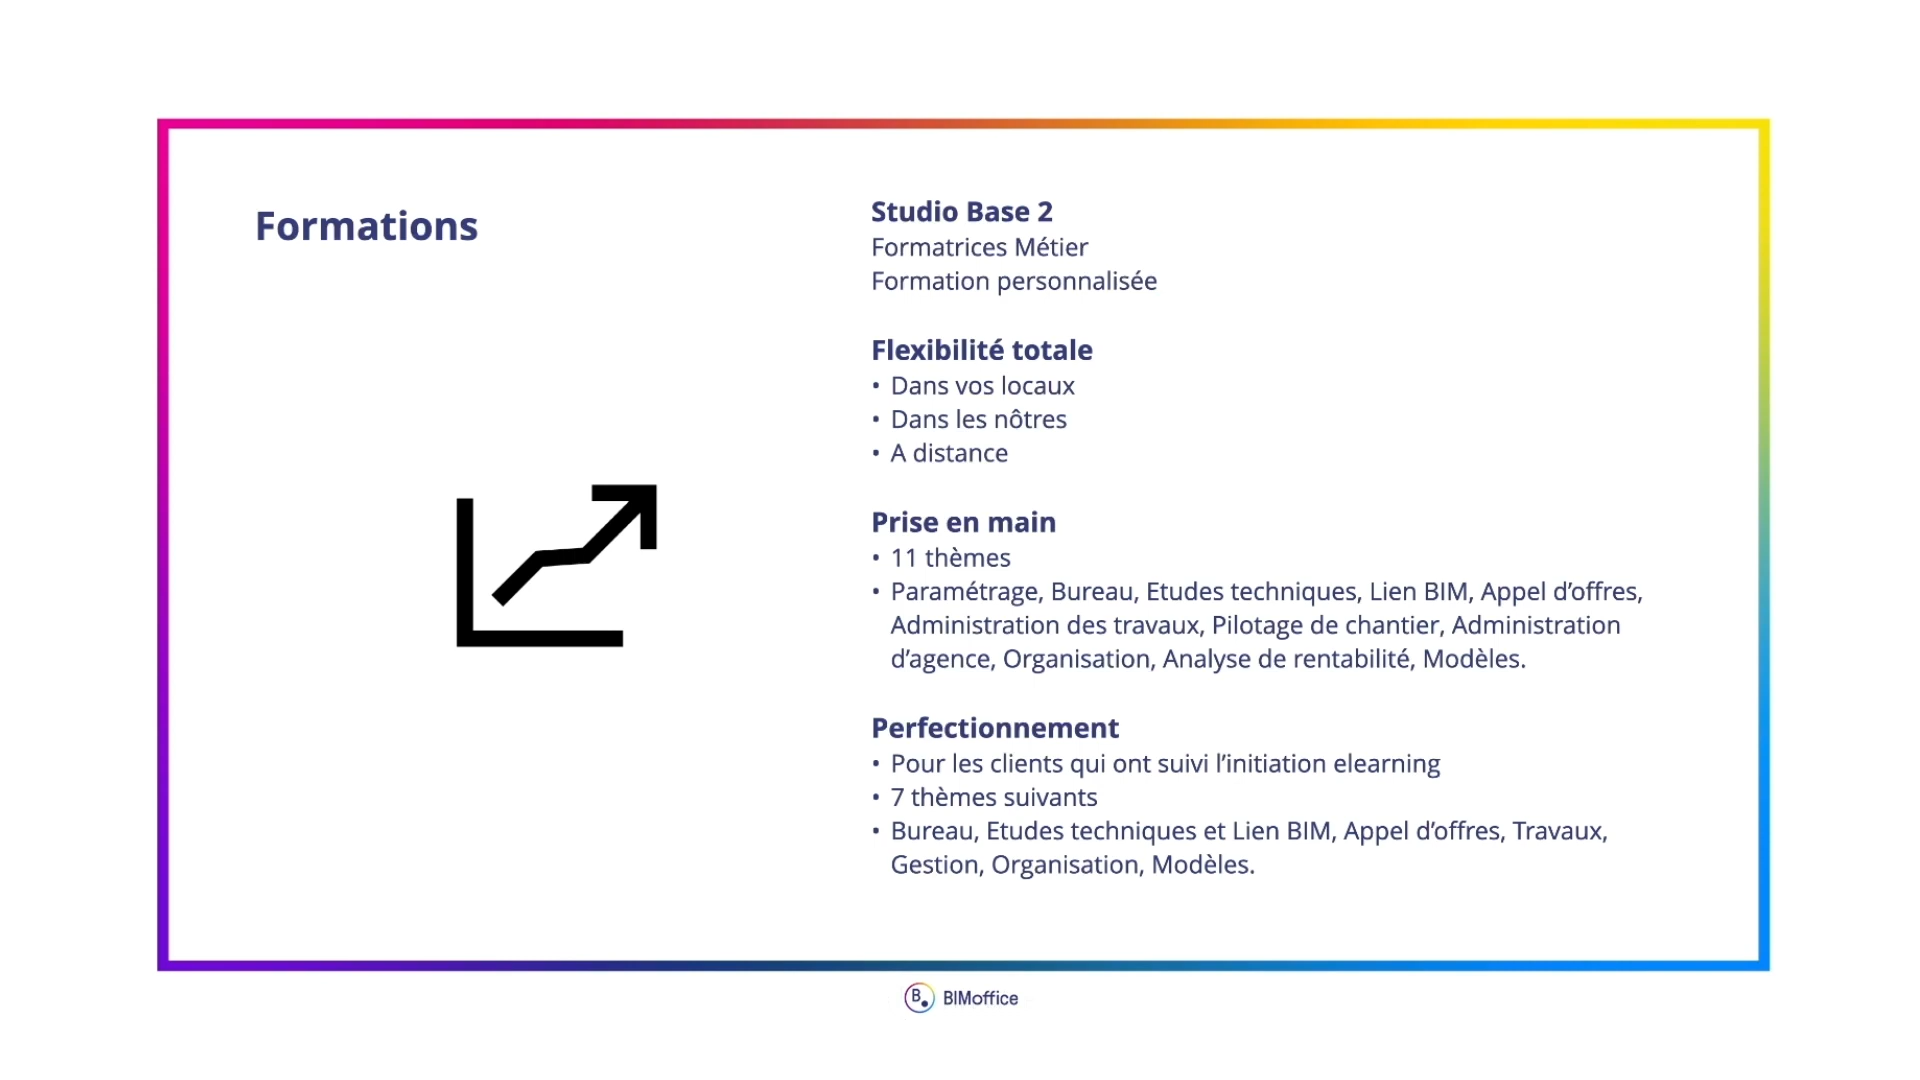 Formations
Studio Base 2
Formatrices Métier
Formation personnalisée
Flexibilité totale
• Dans vos locaux
• Dans les nôtres
• A distance
Prise en main
• 11 thèmes
• Paramétrage, Bureau, Etudes techniques, Lien BIM, Appel d’offres,
Administration des travaux, Pilotage de chantier, Administration
d’agence, Organisation, Analyse de rentabilité, Modèles.
Perfectionnement
• Pour les clients qui ont suivi l’initiation elearning
• 7 thèmes suivants
• Bureau, Etudes techniques et Lien BIM, Appel d’offres, Travaux,
Gestion, Organisation, Modèles.
B. BIMoffice